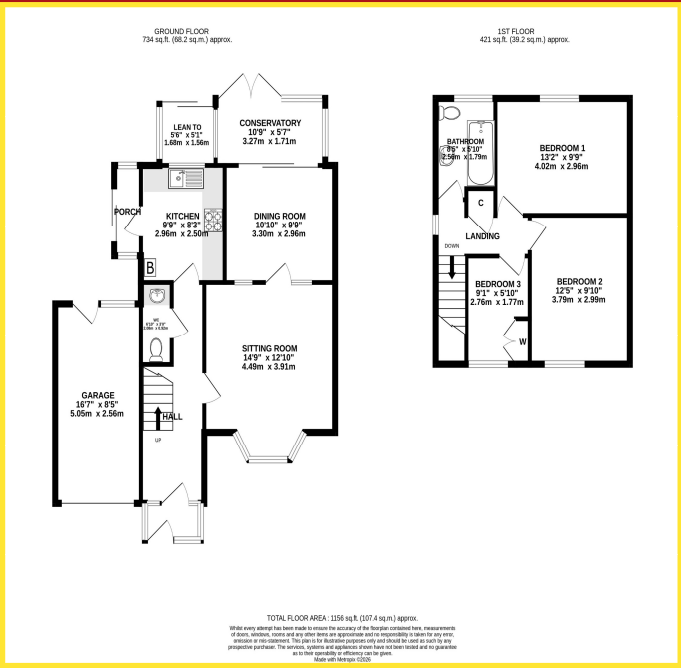 GROUND FLOOR
734 sq.ft. (68.2 sq.m.) approx.
1ST FLOOR
421 sq.ft. (39.2 sq.m.) approx.
LEAN TO
5'6" x 5'1"
1.68m x 1.56m
CONSERVATORY
10'9" x 5'7"
3.27m x 1.71m
PORCH
KITCHEN
9'9" x 8'3"
2.96m x 2.50m
DINING ROOM
10'10" x 9'9"
3.30m x 2.96m
B
SITTING ROOM
14'9" x 12'10"
4.49m x 3.91m
GARAGE
16'7" x 8'5"
5.05m x 2.56m
HALL
UP
BATHROOM
8'5" x 5'10"
2.56m x 1.79m
BEDROOM 1
13'2" x 9'9"
4.02m x 2.96m
C
LANDING
DOWN
BEDROOM 3
9'1" x 5'10"
2.76m x 1.77m
BEDROOM 2
12'5" x 9'10"
3.79m x 2.99m
W
TOTAL FLOOR AREA : 1156 sq.ft. (107.4 sq.m.) approx.
Whilst every attempt has been made to ensure the accuracy of the floorplan contained here, measurements
of doors, windows, rooms and any other items are approximate and no responsibility is taken for any error,
omission or mis-statement. This plan is for illustrative purposes only and should be used as such by any
prospective purchaser. The services, systems and appliances shown have not been tested and no guarantee
as to their operability or efficiency can be given.
Made with Metropix ©2026